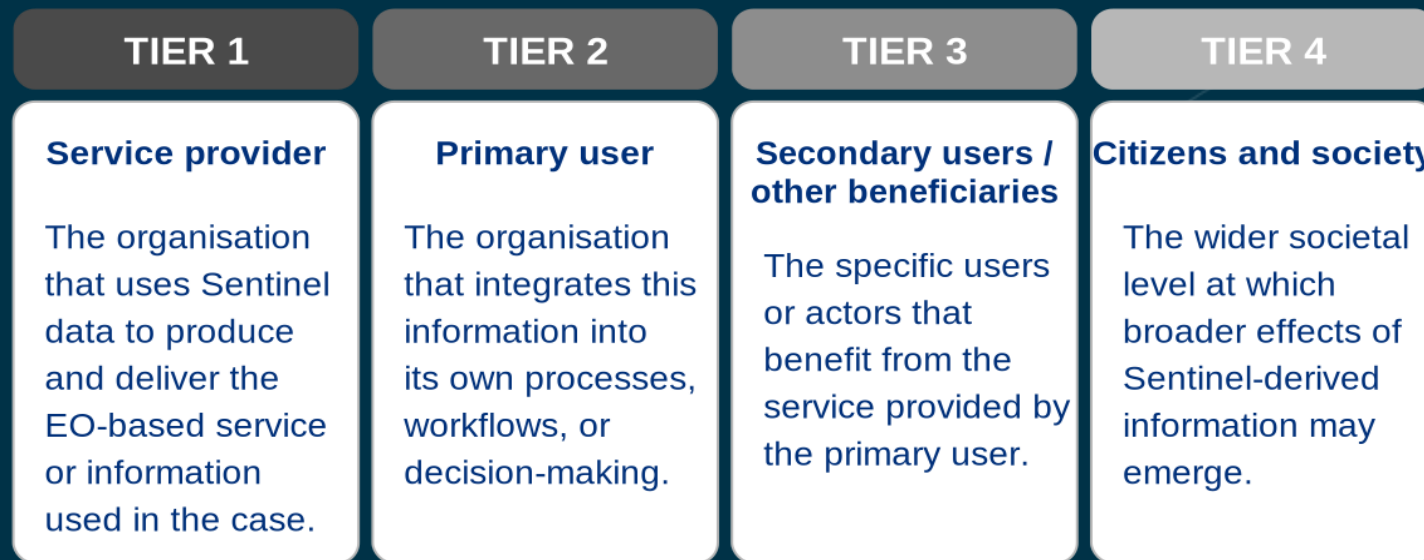 TIER 1
Service provider
The organisation
that uses Sentinel
data to produce
and deliver the
EO-based service
or information
used in the case.
TIER 2
Primary user
The organisation
that integrates this
information into
its own processes,
workflows, or
decision-making.
TIER 3
Secondary users /
other beneficiaries
The specific users
or actors that
benefit from the
service provided by
the primary user.
TIER 4
Citizens and society
The wider societal
level at which
broader effects of
Sentinel-derived
information may
emerge.